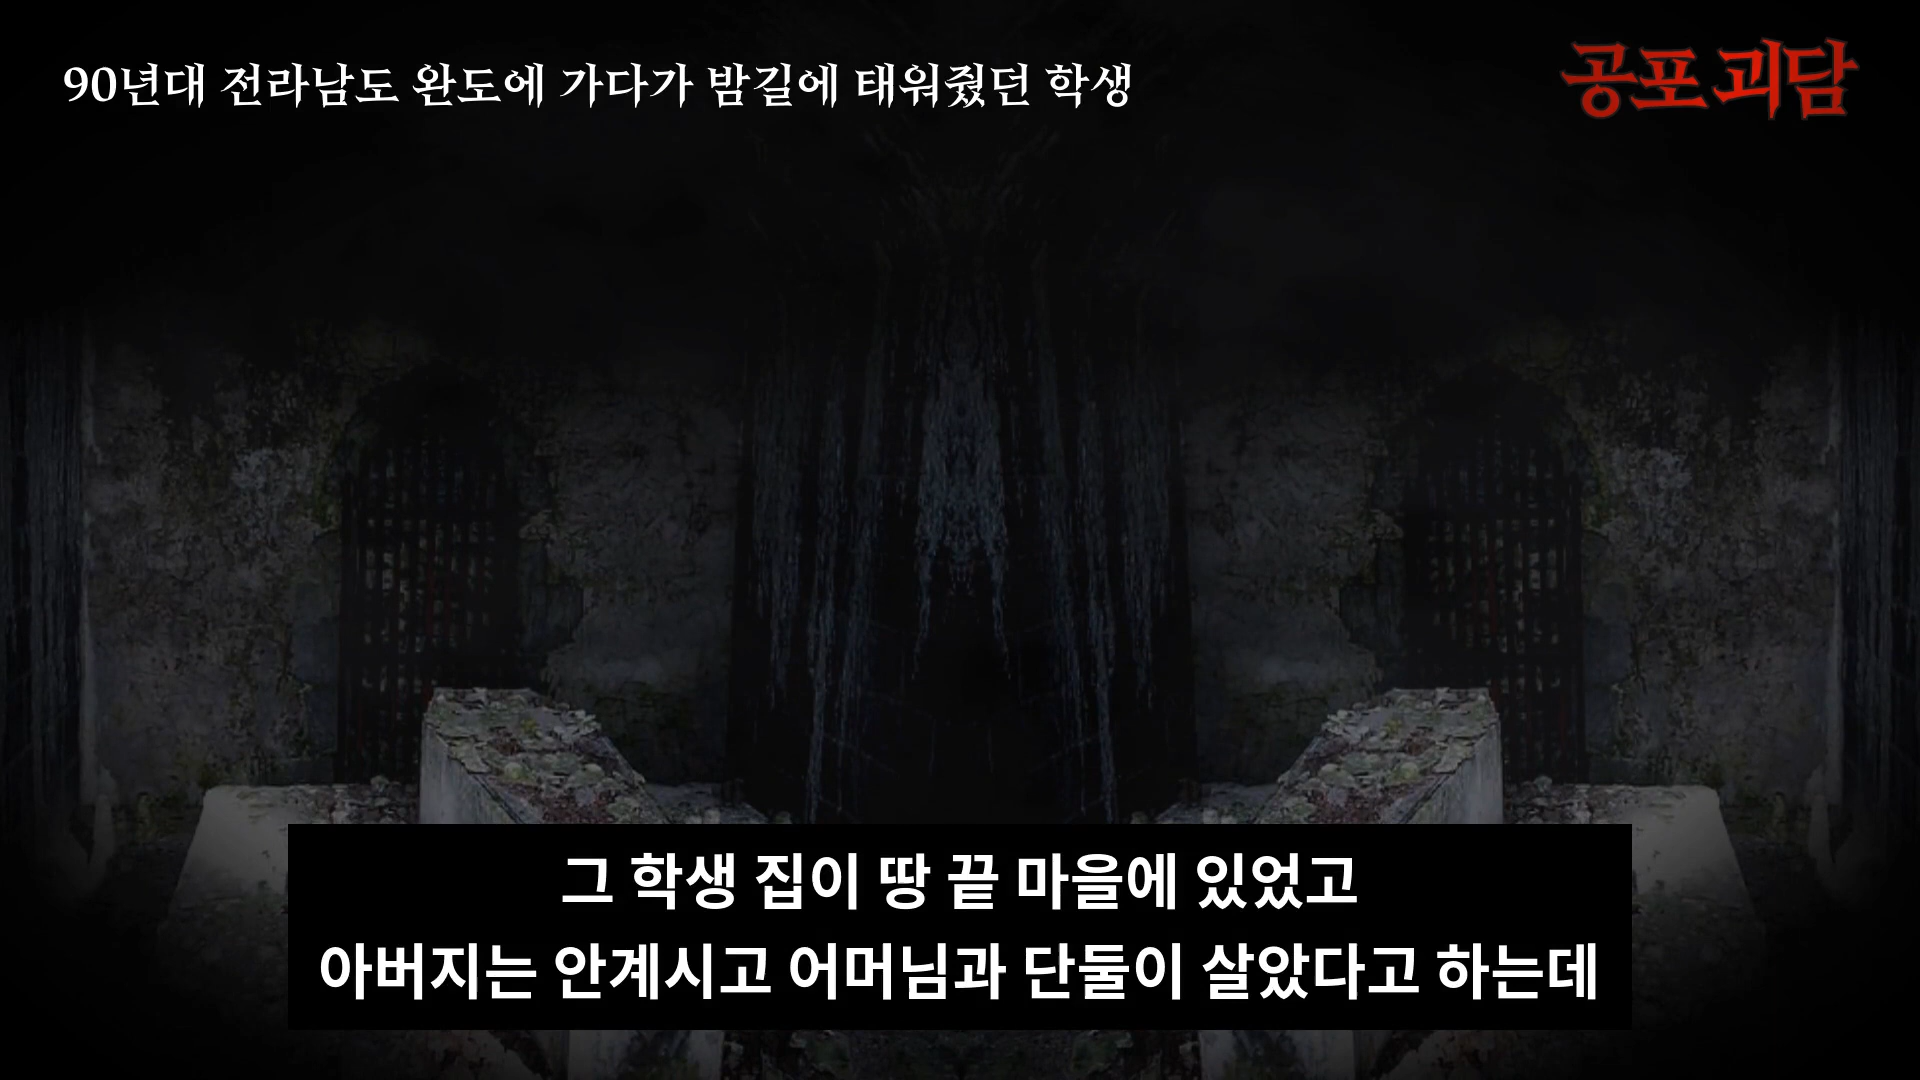 90년대 전라남도 완도에 가다가 밤길에 태워줬던 학생
공포 괴담
그 학생 집이 땅 끝 마을에 있었고
아버지는 안계시고 어머님과 단둘이 살았다고 하는데